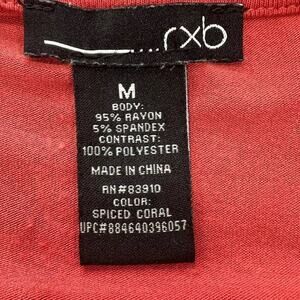 rxb
M
BODY:
95% RAYON
5% SPANDEX
CONTRAST:
100% POLYESTER
MADE IN CHINA
RN#83910
COLOR:
SPICED CORAL
UPC#884640396057